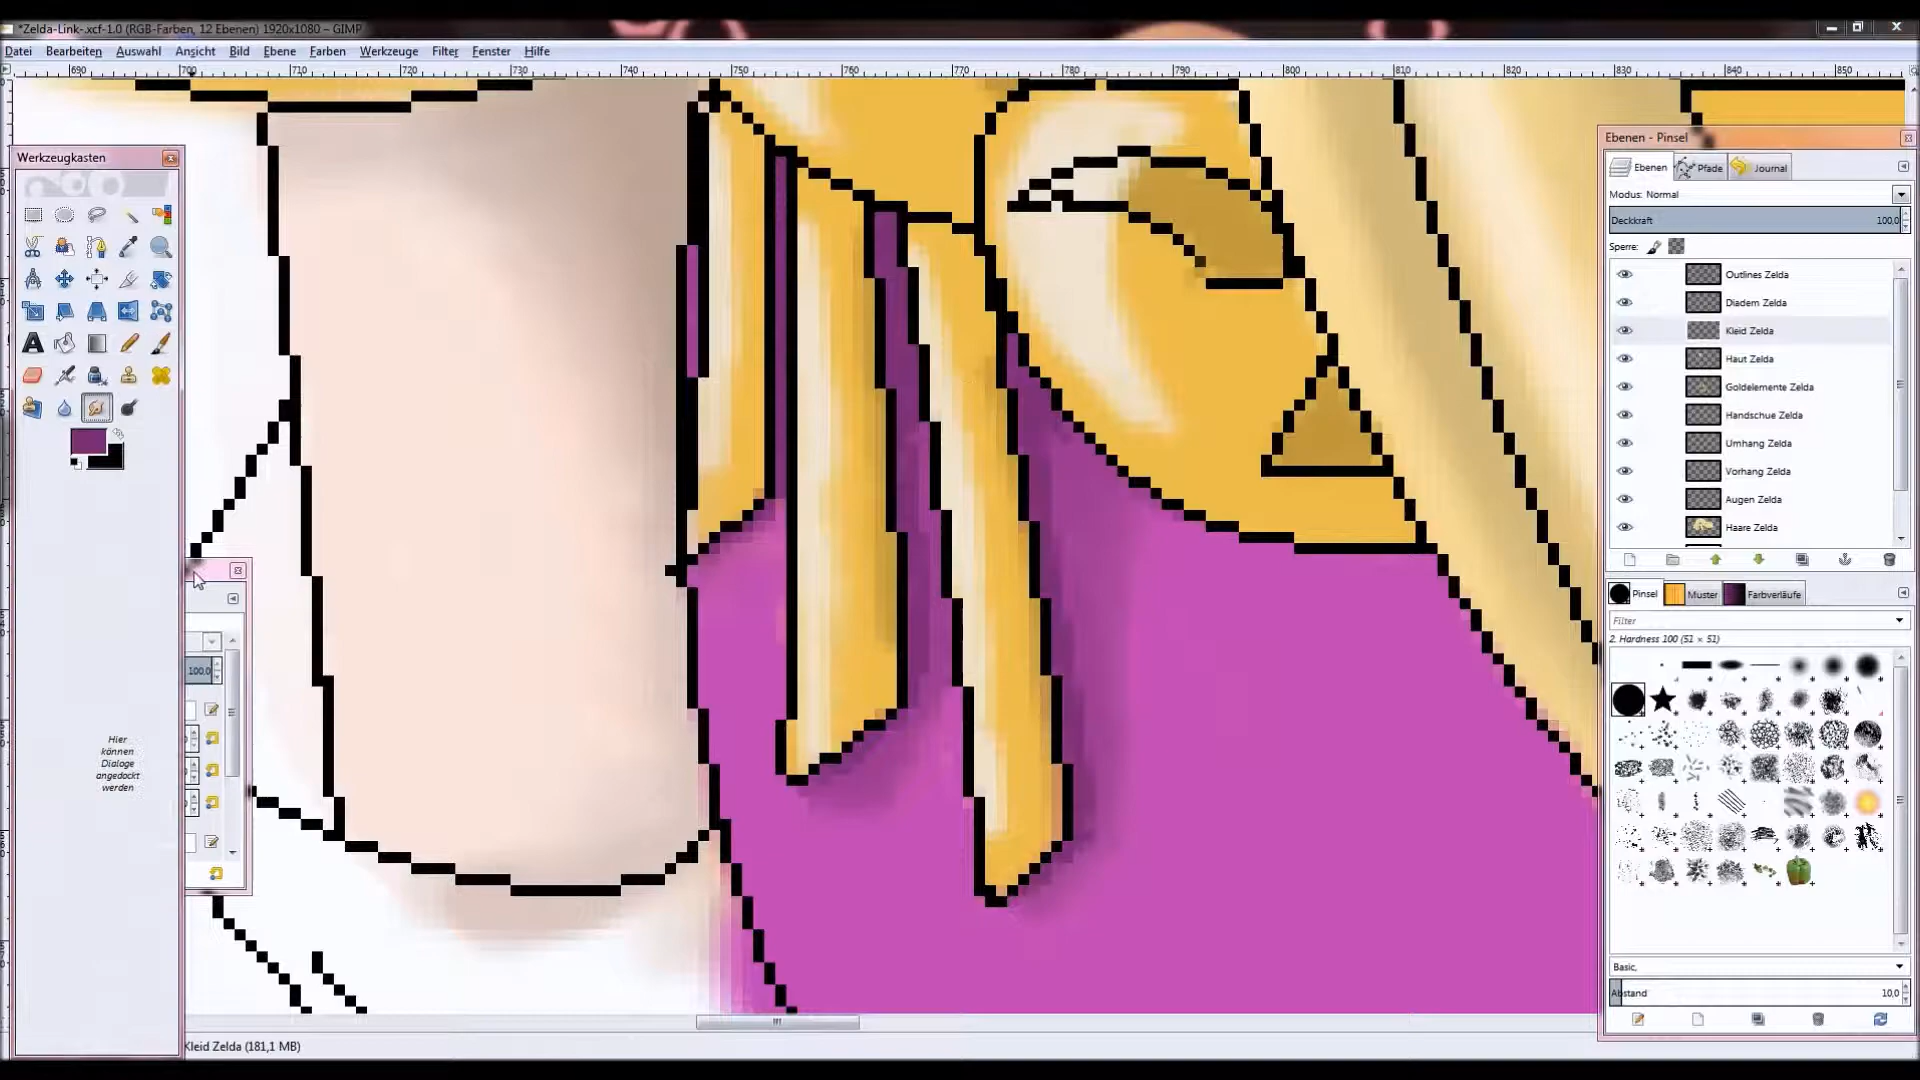 *Zelda-Link-.xcf-1.0 (RGB-Farben, 12 Ebenen) 1920x1080 – GIMP
Datei Bearbeiten Auswahl Ansicht Bild Ebene Farben Werkzeuge Filter Fenster Hilfe
690 700 710 720 730 740 750 760 770 780 790 800 810 820 830 840 850
Werkzeugkasten
Hier
können
Dialoge
angedockt
werden
100,0
Ebenen - Pinsel
Ebenen Pfade Journal
Modus: Normal
Deckkraft 100,0
Sperre:
Outlines Zelda
Diadem Zelda
Kleid Zelda
Haut Zelda
Goldelemente Zelda
Handschue Zelda
Umhang Zelda
Vorhang Zelda
Augen Zelda
Haare Zelda
Pinsel Muster Farbverläufe
Filter
2. Hardness 100 (51 × 51)
Basic,
Abstand 10,0
Kleid Zelda (181,1 MB)